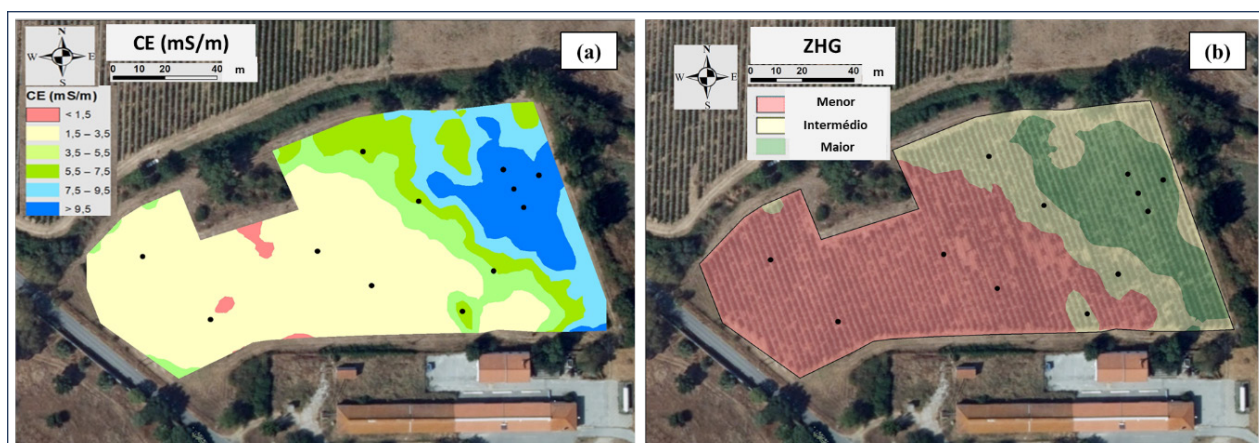 N
W E
S
CE (mS/m)
0 10 20 40 m
(a)
CE (mS/m)
< 1,5
1,5 – 3,5
3,5 – 5,5
5,5 – 7,5
7,5 – 9,5
> 9,5
N
W E
S
ZHG
0 10 20 40 m
(b)
Menor
Intermédio
Maior